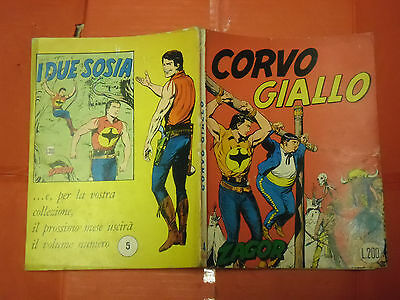 I DUE SOSIA
...e, per la vostra
collezione,
il prossimo mese uscirà
il volume numero 5
CORVO
GIALLO
ZAGOR
L.200